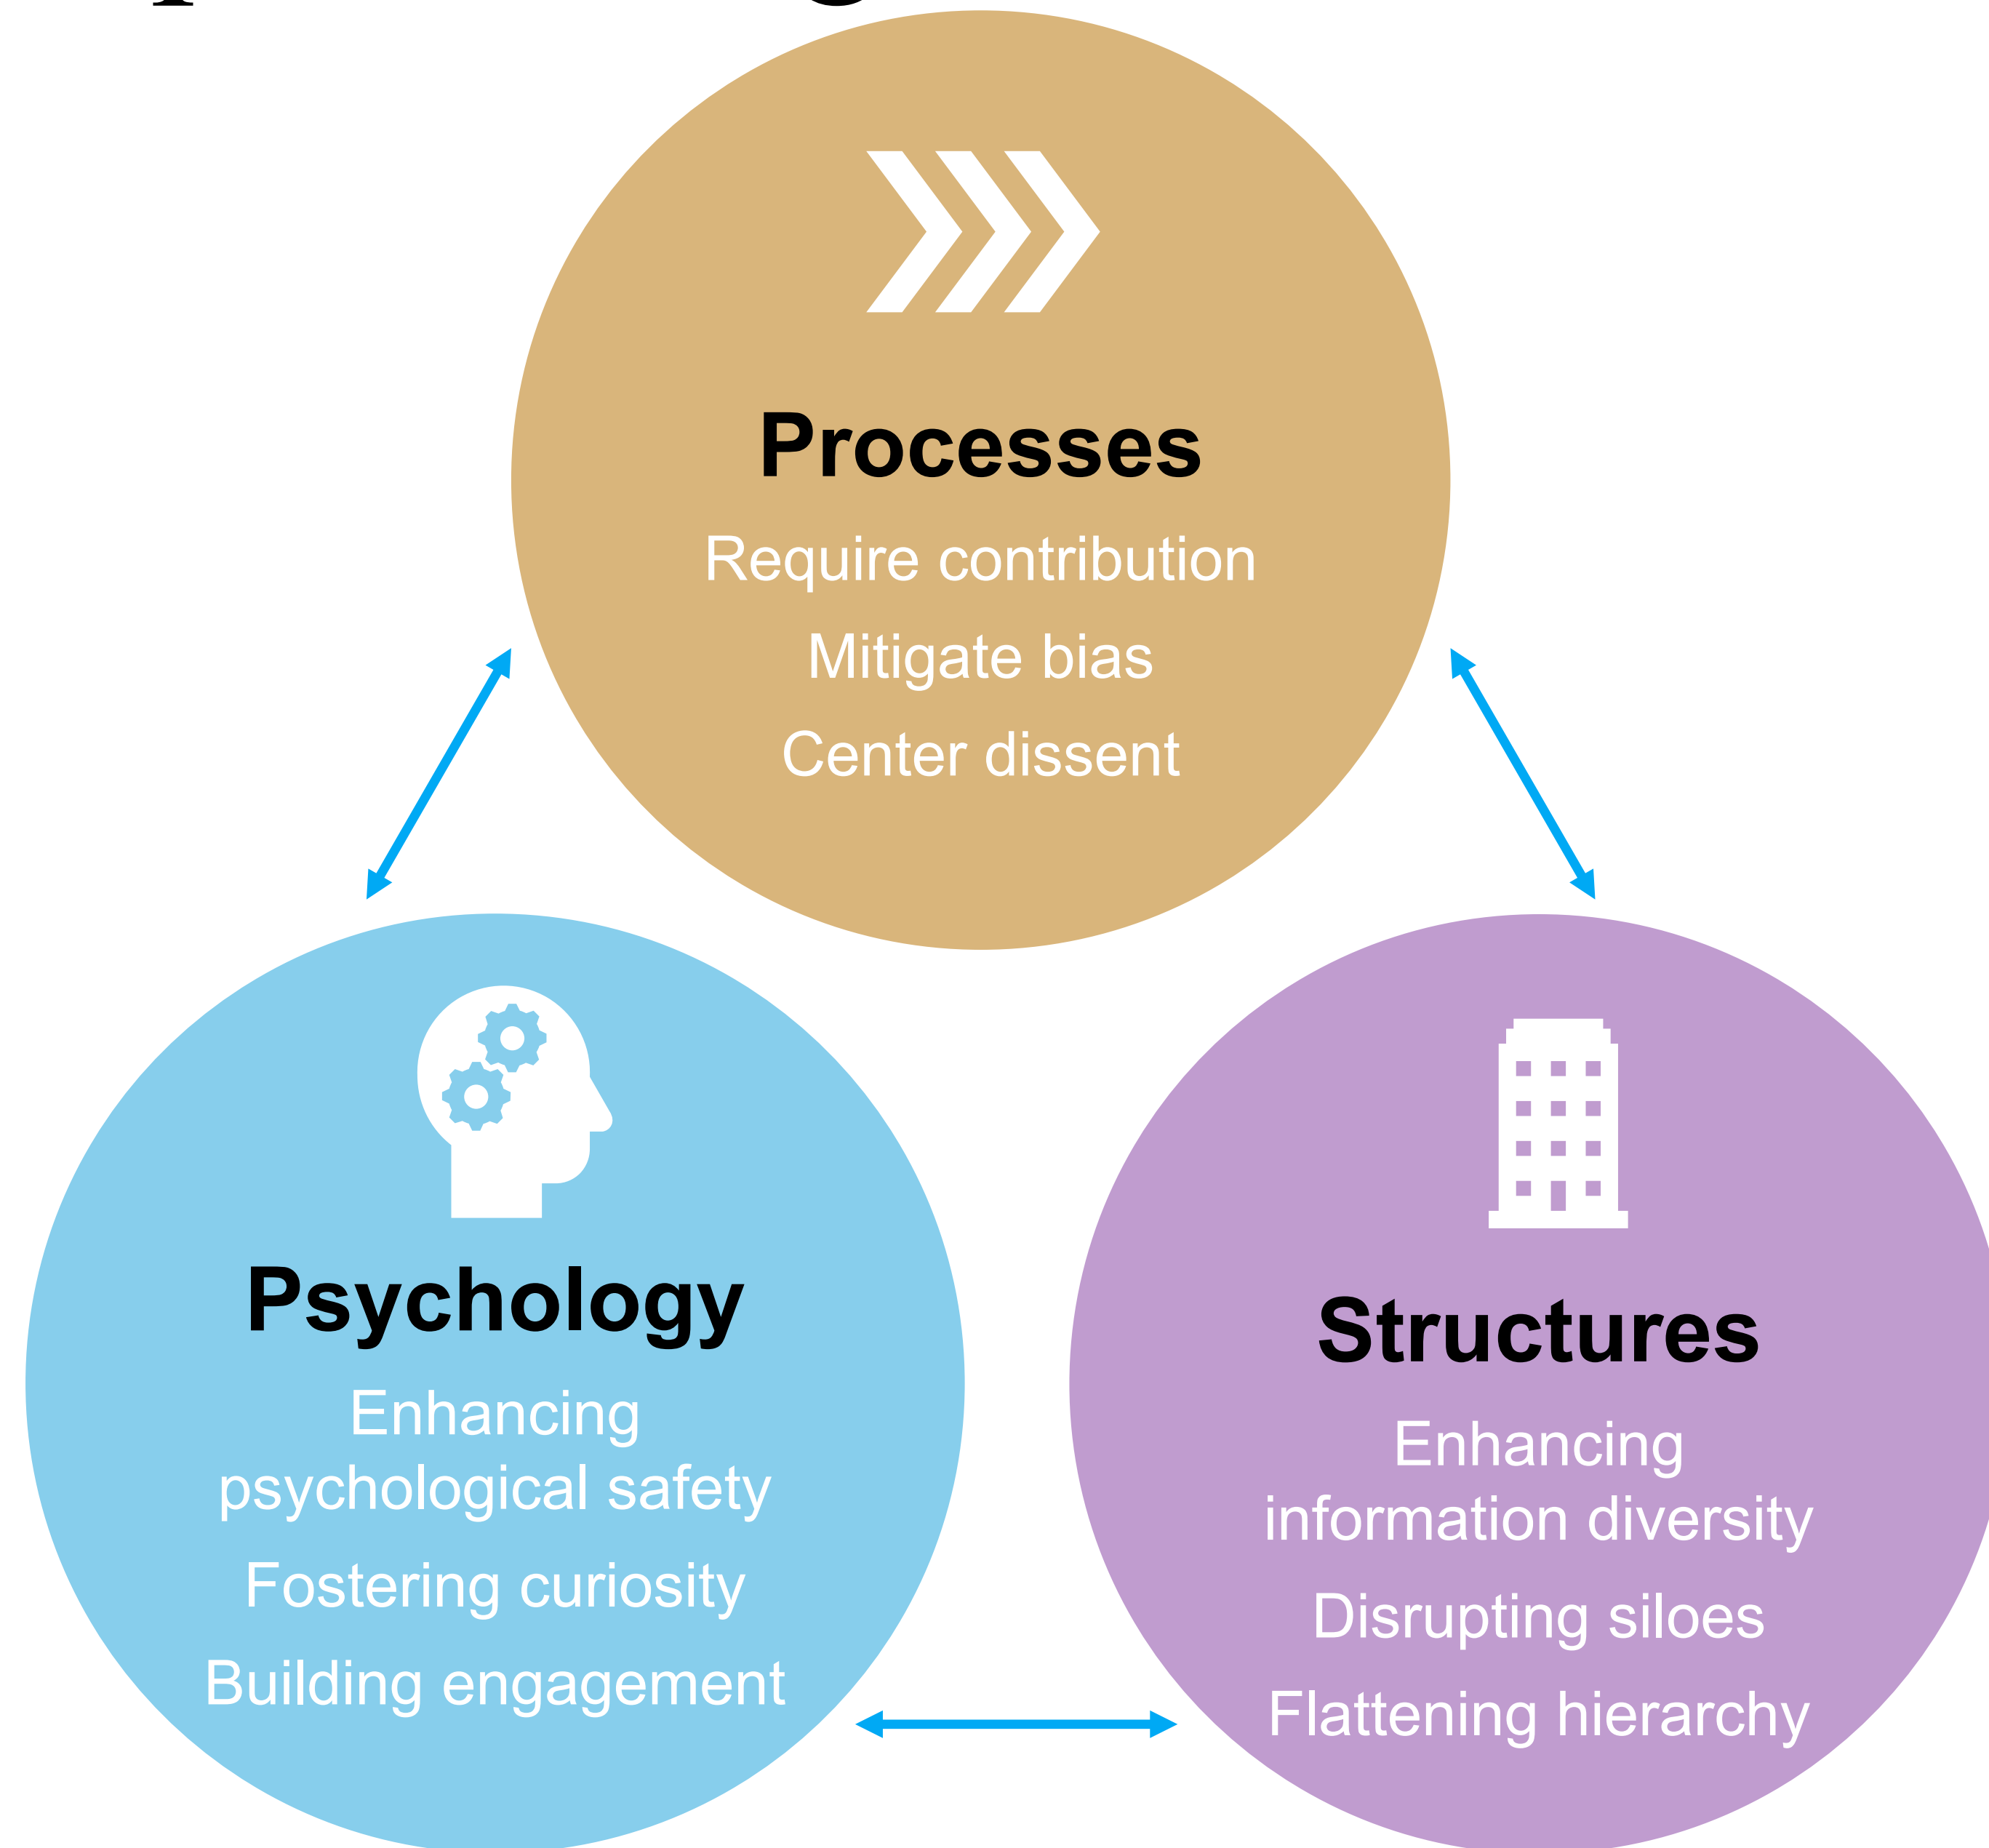 Processes
Require contribution
Mitigate bias
Center dissent
Psychology
Enhancing
psychological safety
Fostering curiosity
Building engagement
Structures
Enhancing
information diversity
Disrupting siloes
Flattening hierarchy